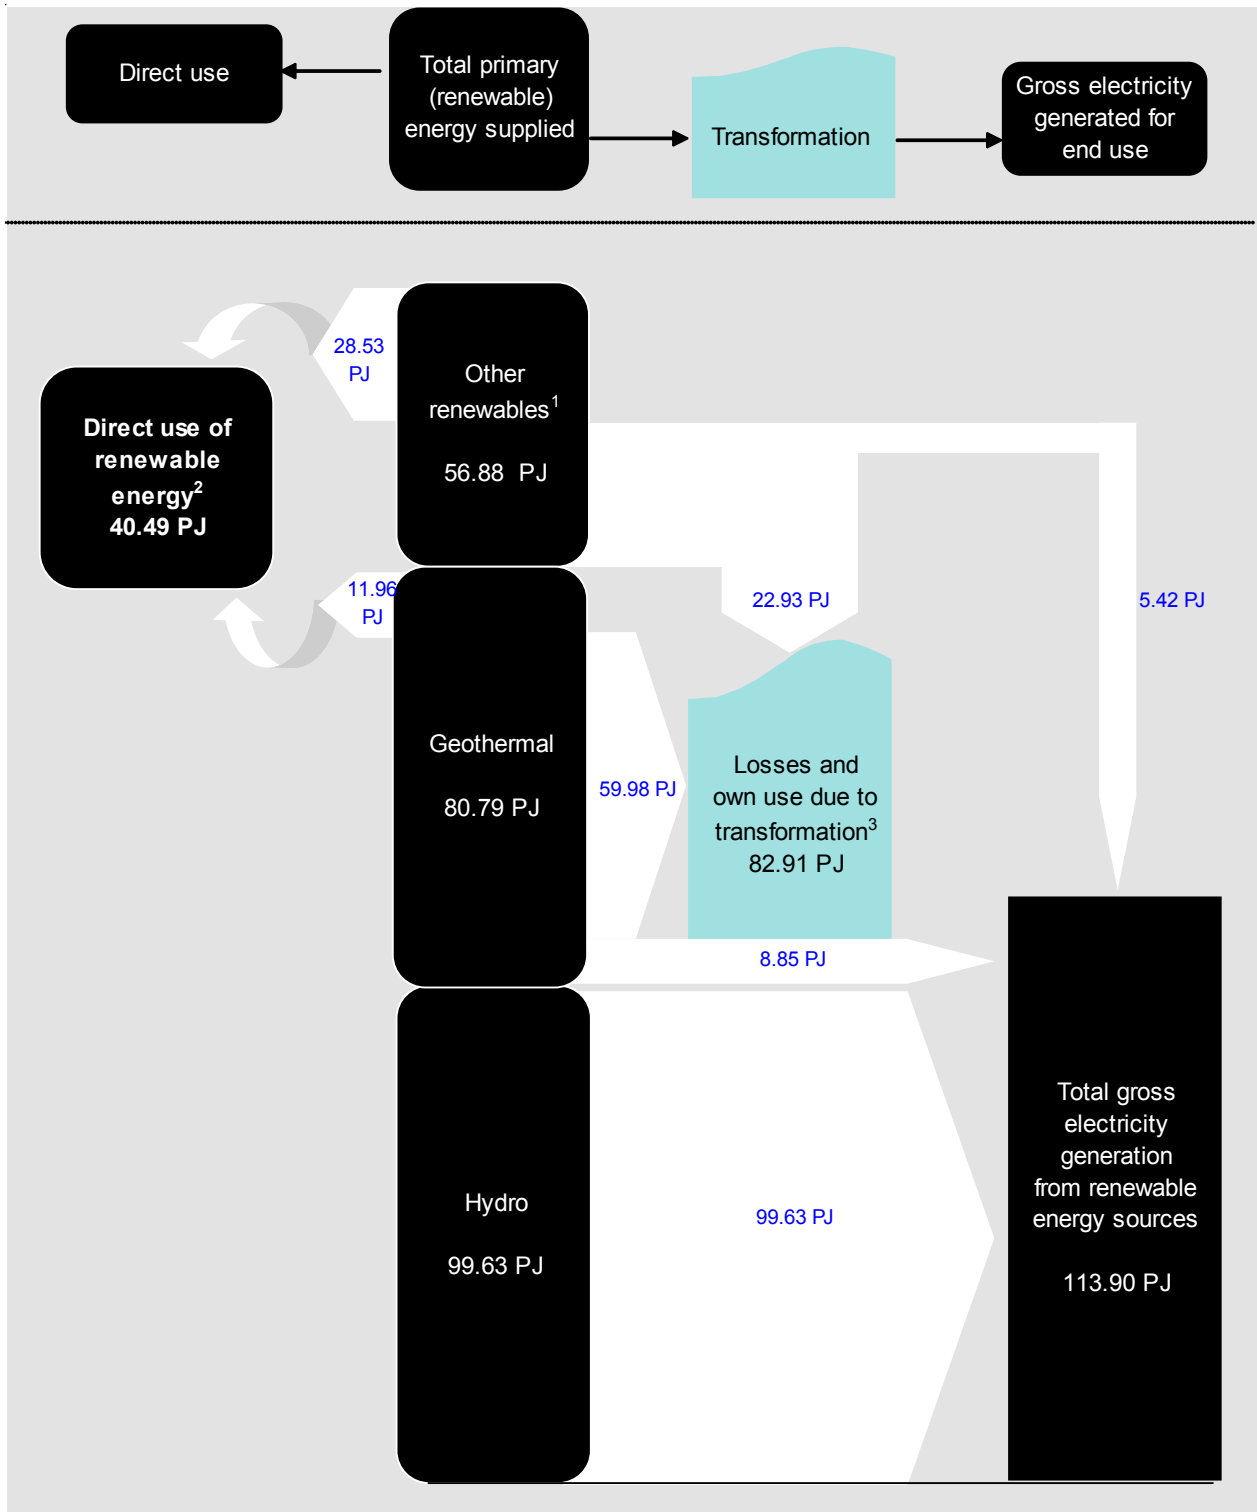 Direct use
Total primary
(renewable)
energy supplied
Transformation
Gross electricity
generated for
end use
28.53
PJ
Other
renewables¹
56.88 PJ
Direct use of
renewable
energy²
40.49 PJ
11.96
PJ
22.93 PJ
5.42 PJ
Geothermal
80.79 PJ
59.98 PJ
Losses and
own use due to
transformation³
82.91 PJ
8.85 PJ
Hydro
99.63 PJ
99.63 PJ
Total gross
electricity
generation
from renewable
energy sources
113.90 PJ